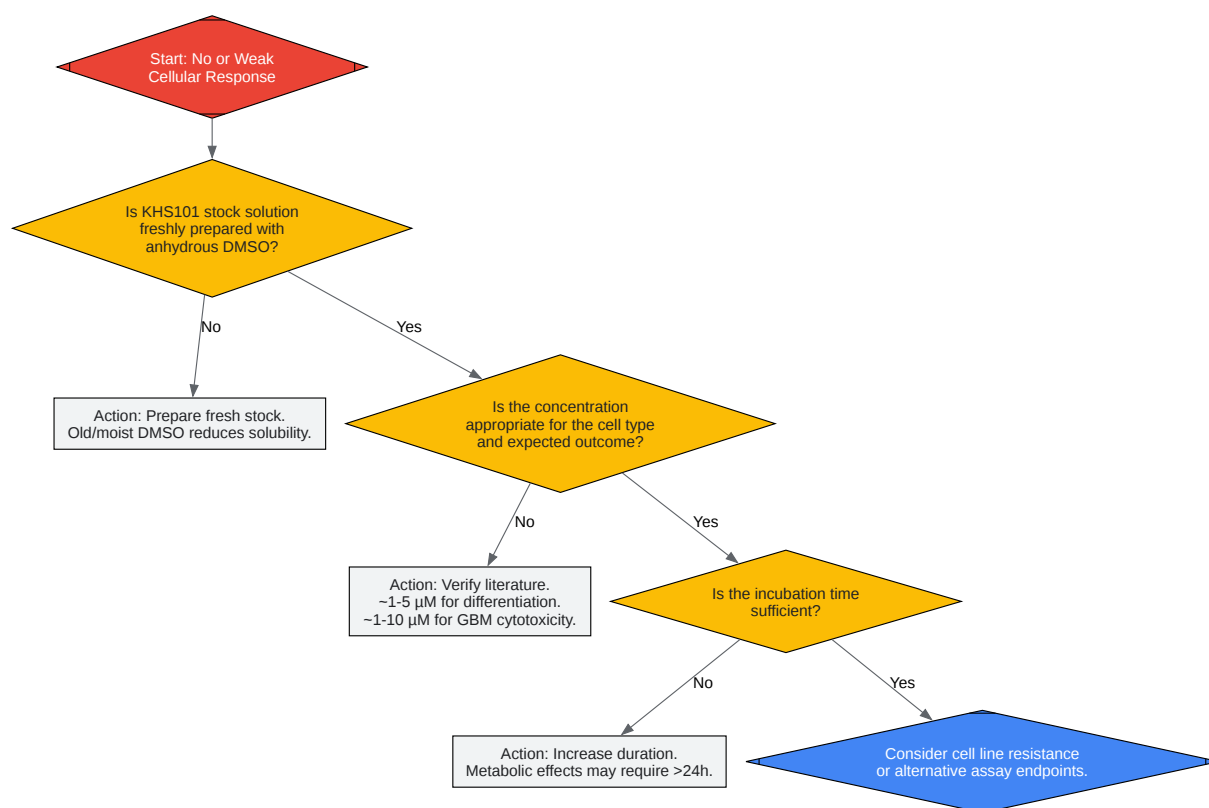 Start: No or Weak
Cellular Response
Is KHS101 stock solution
freshly prepared with
anhydrous DMSO?
No
Yes
Action: Prepare fresh stock.
Old/moist DMSO reduces solubility.
Is the concentration
appropriate for the cell type
and expected outcome?
No
Yes
Action: Verify literature.
~1-5 µM for differentiation.
~1-10 µM for GBM cytotoxicity.
Is the incubation time
sufficient?
No
Yes
Action: Increase duration.
Metabolic effects may require >24h.
Consider cell line resistance
or alternative assay endpoints.